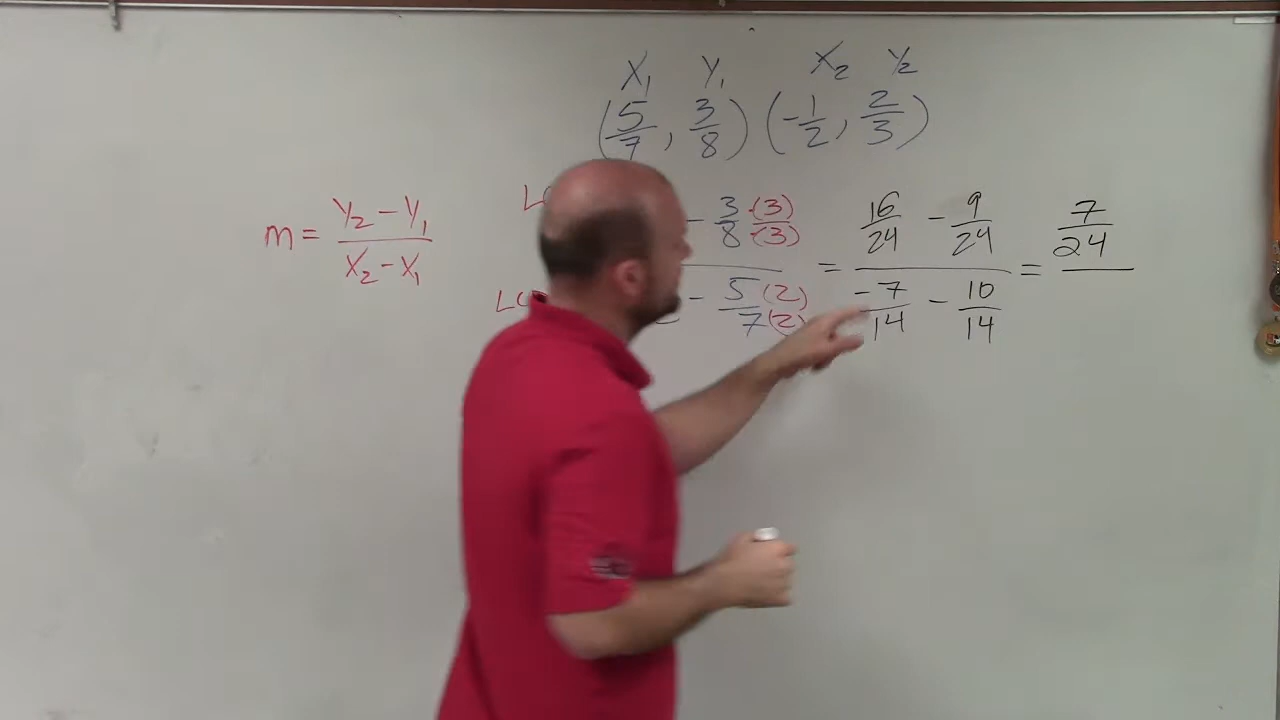 X₁ Y₁ X₂ Y₂
(5/7, 3/8) (-1/2, 2/3)
m = (Y₂ - Y₁)/(X₂ - X₁)
- 3/8 ·(3)/·(3)
- 5/7 (2)/(2)
= (16/24 - 9/24)/(-7/14 - 10/14) = 7/24